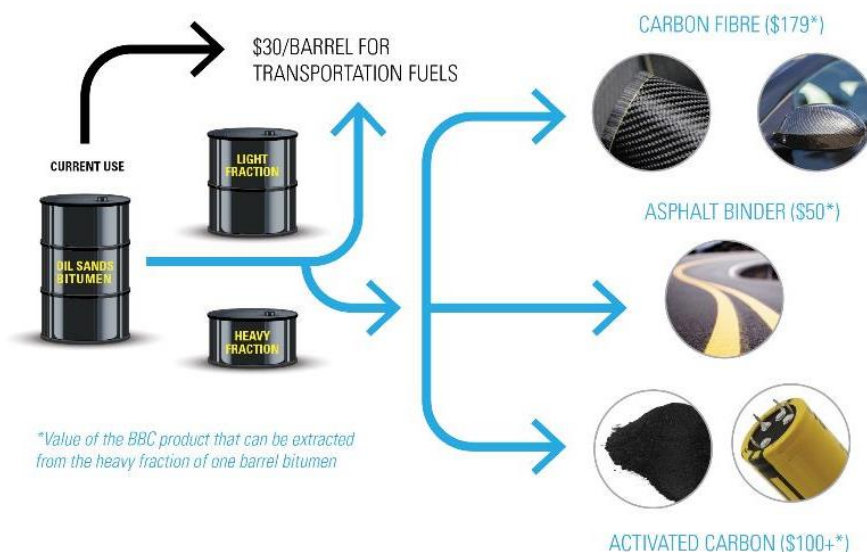 $30/BARREL FOR
TRANSPORTATION FUELS
CURRENT USE
OIL SANDS
BITUMEN
LIGHT
FRACTION
HEAVY
FRACTION
CARBON FIBRE ($179*)
ASPHALT BINDER ($50*)
ACTIVATED CARBON ($100+*)
*Value of the BBC product that can be extracted
from the heavy fraction of one barrel bitumen